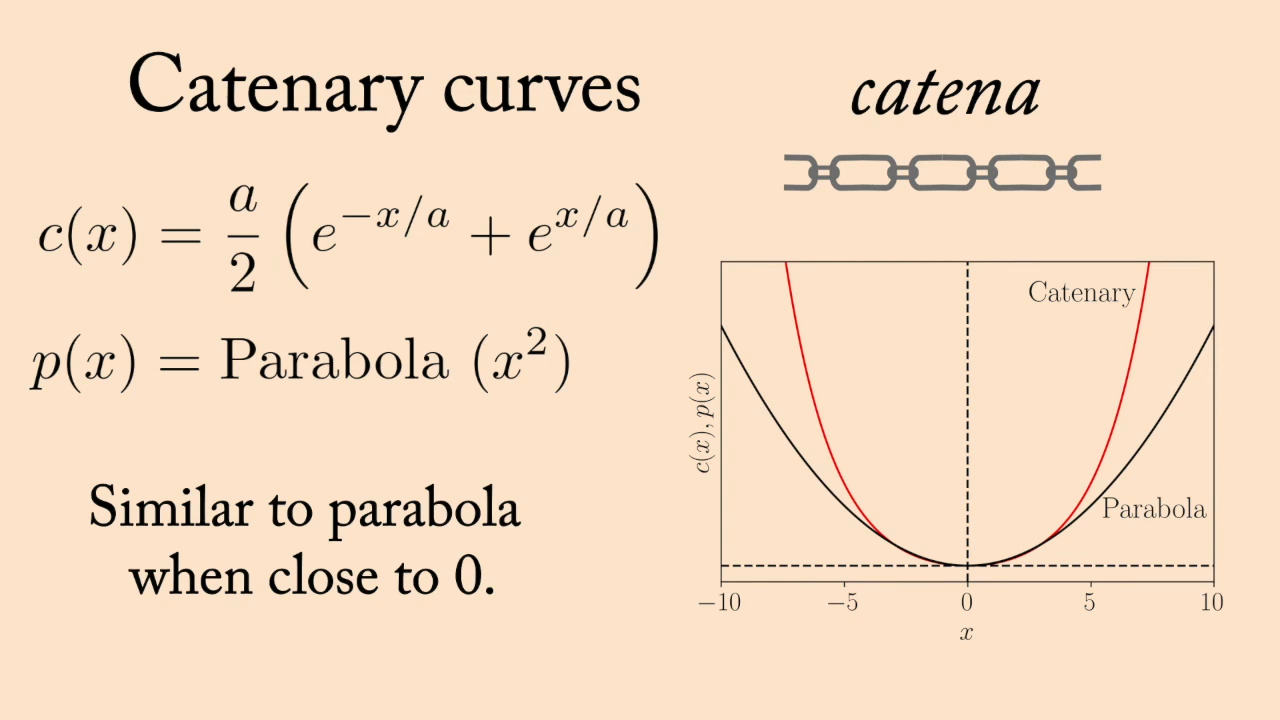 Catenary curves
c(x) = a/2 (e^{-x/a} + e^{x/a})
p(x) = Parabola (x^2)
Similar to parabola
when close to 0.
catena
Catenary
Parabola
c(x), p(x)
−10 −5 0 5 10
x